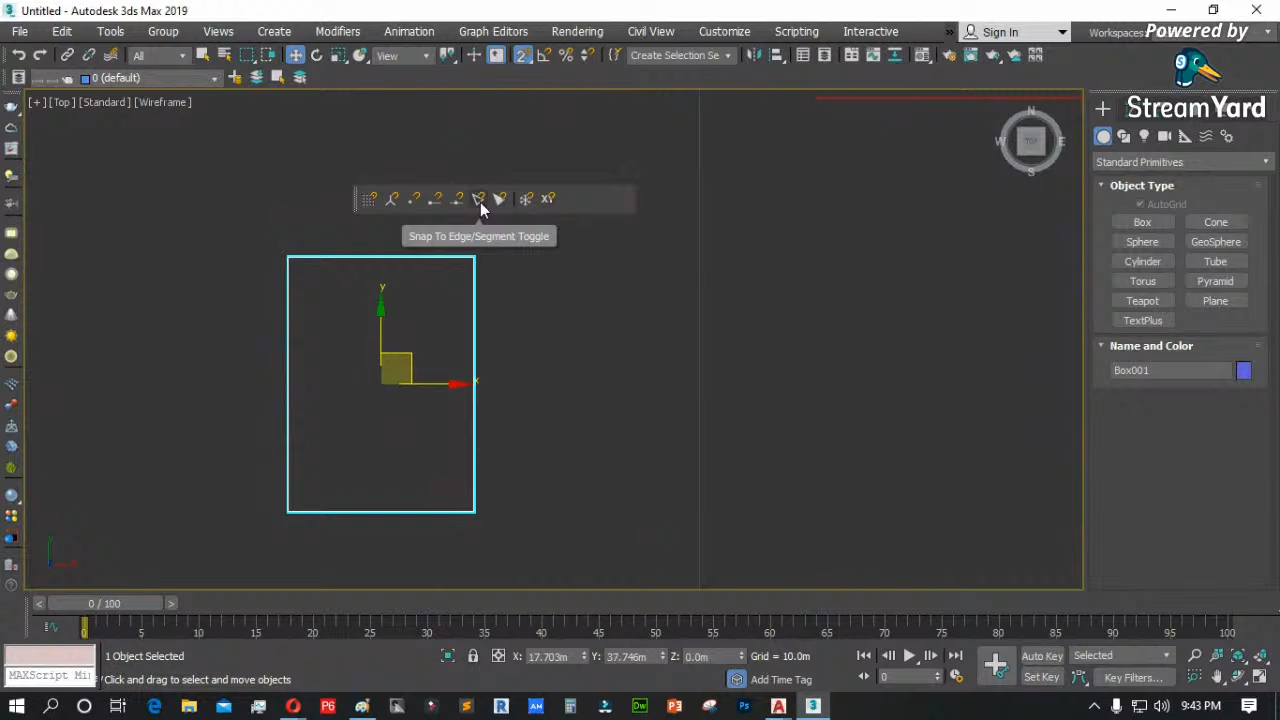 Untitled - Autodesk 3ds Max 2019
File Edit Tools Group Views Create Modifiers Animation Graph Editors Rendering Civil View Customize Scripting Interactive Sign In Workspaces:
Powered by
StreamYard
All View Create Selection Se
0 (default)
[+] [Top] [Standard] [Wireframe]
N
W TOP E
S
Standard Primitives
Object Type
AutoGrid
Box Cone
Sphere GeoSphere
Cylinder Tube
Torus Pyramid
Teapot Plane
TextPlus
Name and Color
Box001
Snap To Edge/Segment Toggle
y
x
0 / 100
0 5 10 15 20 25 30 35 40 45 50 55 60 65 70 75 80 85 90 95 100
1 Object Selected X: 17.703m Y: 37.746m Z: 0.0m Grid = 10.0m Auto Key Selected
MAXScript Mi Click and drag to select and move objects Add Time Tag 0 Set Key Key Filters...
9:43 PM